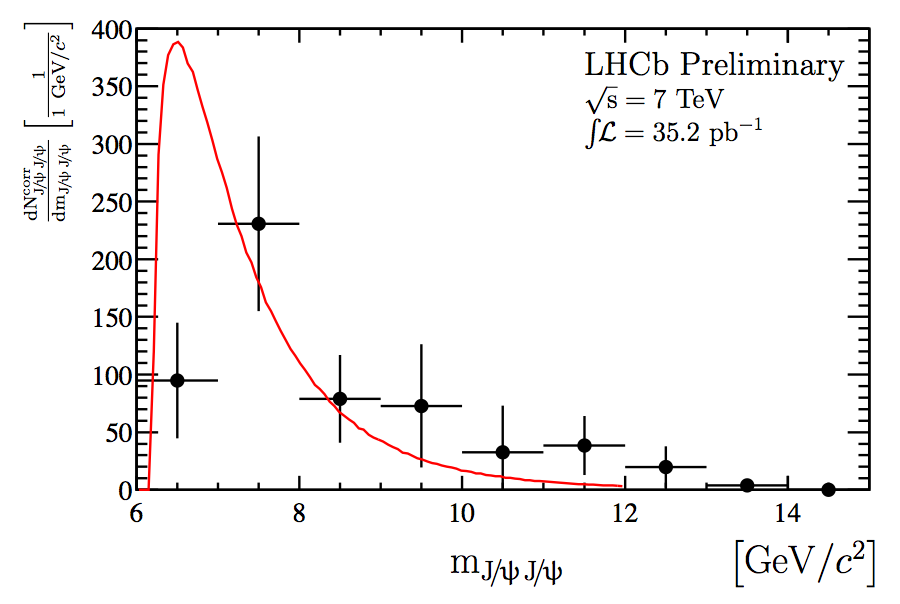 dN^corr_J/ψ J/ψ / dm_J/ψ J/ψ [1 / 1 GeV/c²]
400
350
300
250
200
150
100
50
0
LHCb Preliminary
√s = 7 TeV
∫ℒ = 35.2 pb⁻¹
6 8 10 12 14
m_J/ψ J/ψ [GeV/c²]